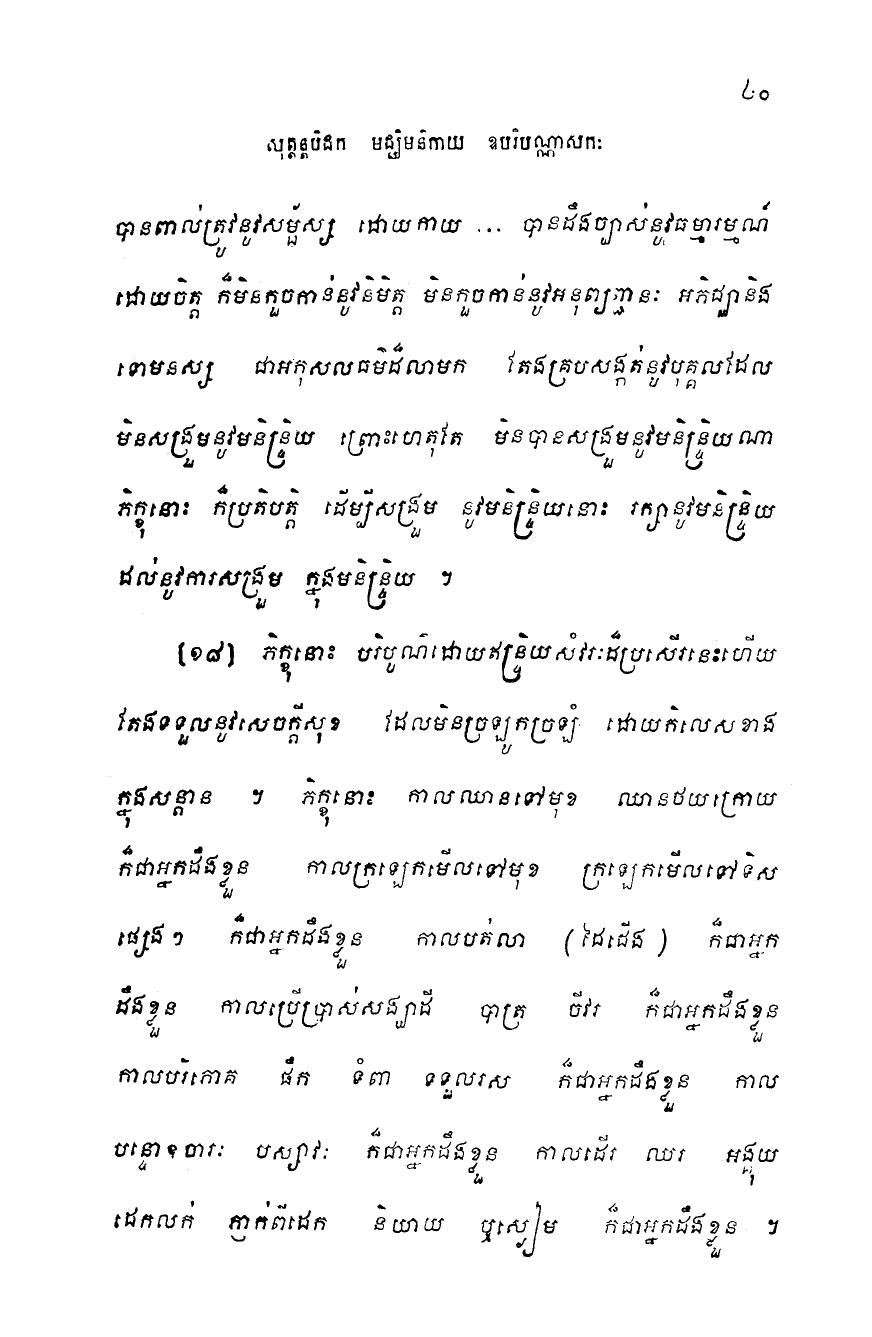 ៤០
សុត្តន្តបិដក មជ្ឈិមនិកាយ ឧបរិបណ្ណាសកៈ
បានពាល់ត្រូវនូវសម្ផ័ស្ស ដោយកាយ ... បានដឹងច្បាស់នូវធម្មារម្មណ៍
ដោយចិត្ត ក៏មិនកួចកាន់នូវនិមិត្ត មិនកួចកាន់នូវអនុព្យញ្ជនៈ អភិជ្ឈានិង
ទោមនស្ស ជាអកុសលធម៌ដ៏លាមក តែងគ្របសង្កត់នូវបុគ្គលដែល
មិនសង្រួមនូវមនិន្ទ្រិយ ព្រោះហេតុតែ មិនបានសង្រួមនូវមនិន្ទ្រិយណា
ភិក្ខុនោះ ក៏ប្រតិបត្តិ ដើម្បីសង្រួម នូវមនិន្ទ្រិយនោះ រក្សានូវមនិន្ទ្រិយ
ដល់នូវការសង្រួម ក្នុងមនិន្ទ្រិយ ។
[១៨] ភិក្ខុនោះ បរិបូណ៌ដោយឥន្ទ្រិយសំវរៈដ៏ប្រសើរនេះហើយ
តែងទទួលនូវសេចក្តីសុខ ដែលមិនច្រឡូកច្រឡំ ដោយកិលេសខាង
ក្នុងសន្តាន ។ ភិក្ខុនោះ កាលឈានទៅមុខ ឈានថយក្រោយ
ក៏ជាអ្នកដឹងខ្លួន កាលក្រឡេកមើលទៅមុខ ក្រឡេកមើលទៅទិស
ផ្សេងៗ ក៏ជាអ្នកដឹងខ្លួន កាលបត់លា (ដៃជើង) ក៏ជាអ្នក
ដឹងខ្លួន កាលប្រើប្រាស់សង្ឃាដី បាត្រ ចីវរ ក៏ជាអ្នកដឹងខ្លួន
កាលបរិភោគ ផឹក ទំពា ទទួលរស ក៏ជាអ្នកដឹងខ្លួន កាល
បន្ទោឧច្ចារៈ បស្សាវៈ ក៏ជាអ្នកដឹងខ្លួន កាលដើរ ឈរ អង្គុយ
ដេកលក់ ភ្ញាក់ពីដេក និយាយ ឬស្ងៀម ក៏ជាអ្នកដឹងខ្លួន ។